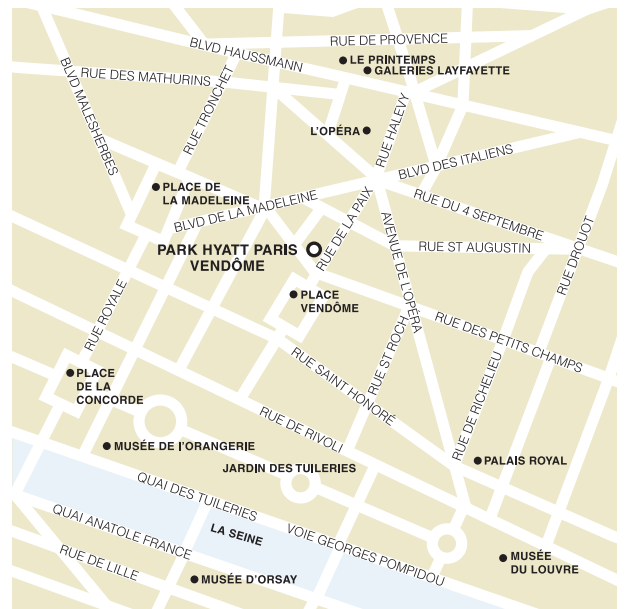 BLVD HAUSSMANN
RUE DE PROVENCE
LE PRINTEMPS
GALERIES LAYFAYETTE
BLVD MALESHERBES
RUE DES MATHURINS
RUE TRONCHET
RUE HALEVY
L'OPÉRA
BLVD DES ITALIENS
PLACE DE
LA MADELEINE
BLVD DE LA MADELEINE
RUE DU 4 SEPTEMBRE
RUE DROUOT
PARK HYATT PARIS
VENDÔME
RUE DE LA PAIX
AVENUE DE L'OPÉRA
RUE ST AUGUSTIN
PLACE
VENDÔME
RUE ROYALE
RUE DES PETITS CHAMPS
RUE ST ROCH
RUE SAINT HONORÉ
RUE DE RICHELIEU
PLACE
DE LA
CONCORDE
RUE DE RIVOLI
MUSÉE DE l'ORANGERIE
JARDIN DES TUILERIES
PALAIS ROYAL
QUAI DES TUILERIES
VOIE GEORGES POMPIDOU
LA SEINE
QUAI ANATOLE FRANCE
RUE DE LILLE
MUSÉE D'ORSAY
MUSÉE
DU LOUVRE